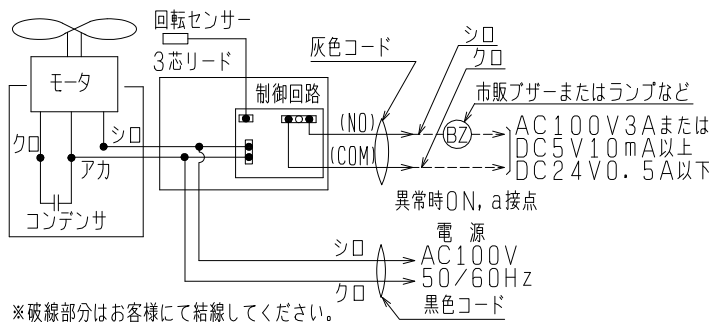 回転センサー
3芯リード
モータ
制御回路
灰色コード
シロ
クロ
市販ブザーまたはランプなど
(NO)
BZ
(COM)
AC100V3Aまたは
DC5V10mA以上
DC24V0.5A以下
クロ
シロ
アカ
コンデンサ
異常時ON,a接点
電源
シロ
AC100V
50/60Hz
クロ
黒色コード
※破線部分はお客様にて結線してください。